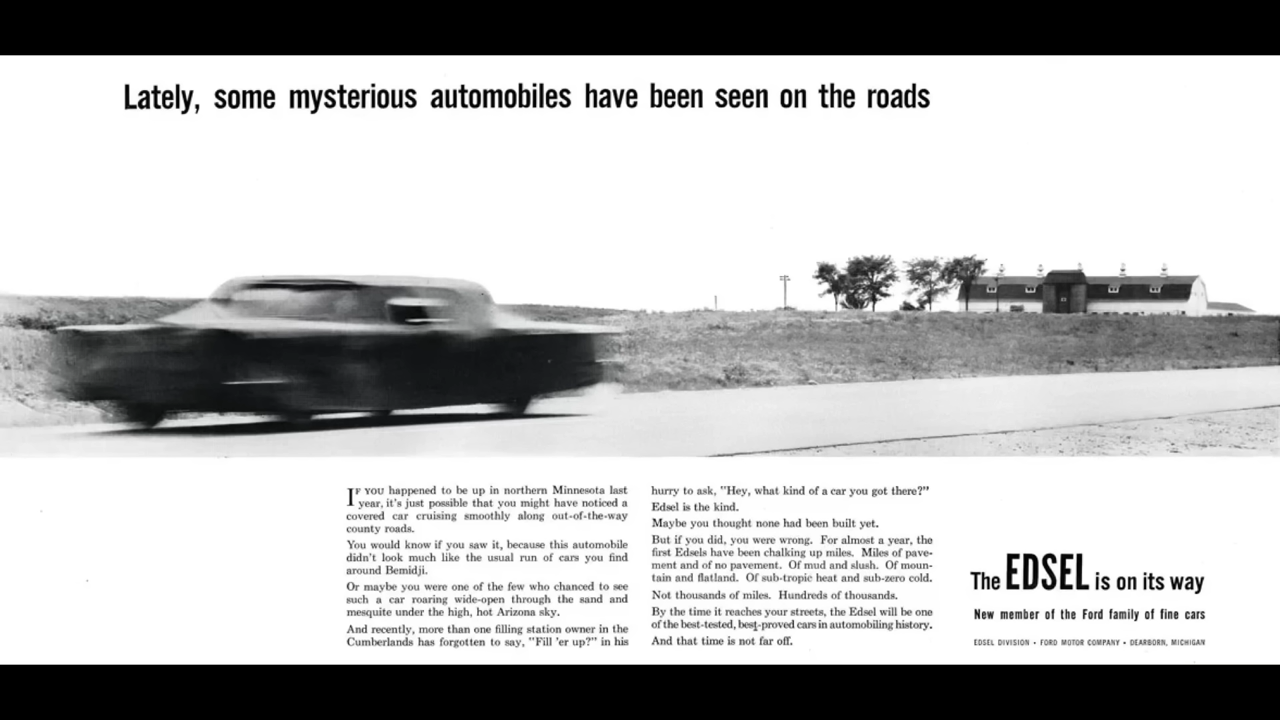 Lately, some mysterious automobiles have been seen on the roads
IF YOU happened to be up in northern Minnesota last
year, it's just possible that you might have noticed a
covered car cruising smoothly along out-of-the-way
county roads.
You would know if you saw it, because this automobile
didn't look much like the usual run of cars you find
around Bemidji.
Or maybe you were one of the few who chanced to see
such a car roaring wide-open through the sand and
mesquite under the high, hot Arizona sky.
And recently, more than one filling station owner in the
Cumberlands has forgotten to say, "Fill 'er up?" in his
hurry to ask, "Hey, what kind of a car you got there?"
Edsel is the kind.
Maybe you thought none had been built yet.
But if you did, you were wrong. For almost a year, the
first Edsels have been chalking up miles. Miles of pave-
ment and of no pavement. Of mud and slush. Of moun-
tain and flatland. Of sub-tropic heat and sub-zero cold.
Not thousands of miles. Hundreds of thousands.
By the time it reaches your streets, the Edsel will be one
of the best-tested, best-proved cars in automobiling history.
And that time is not far off.
The EDSEL is on its way
New member of the Ford family of fine cars
EDSEL DIVISION • FORD MOTOR COMPANY • DEARBORN, MICHIGAN